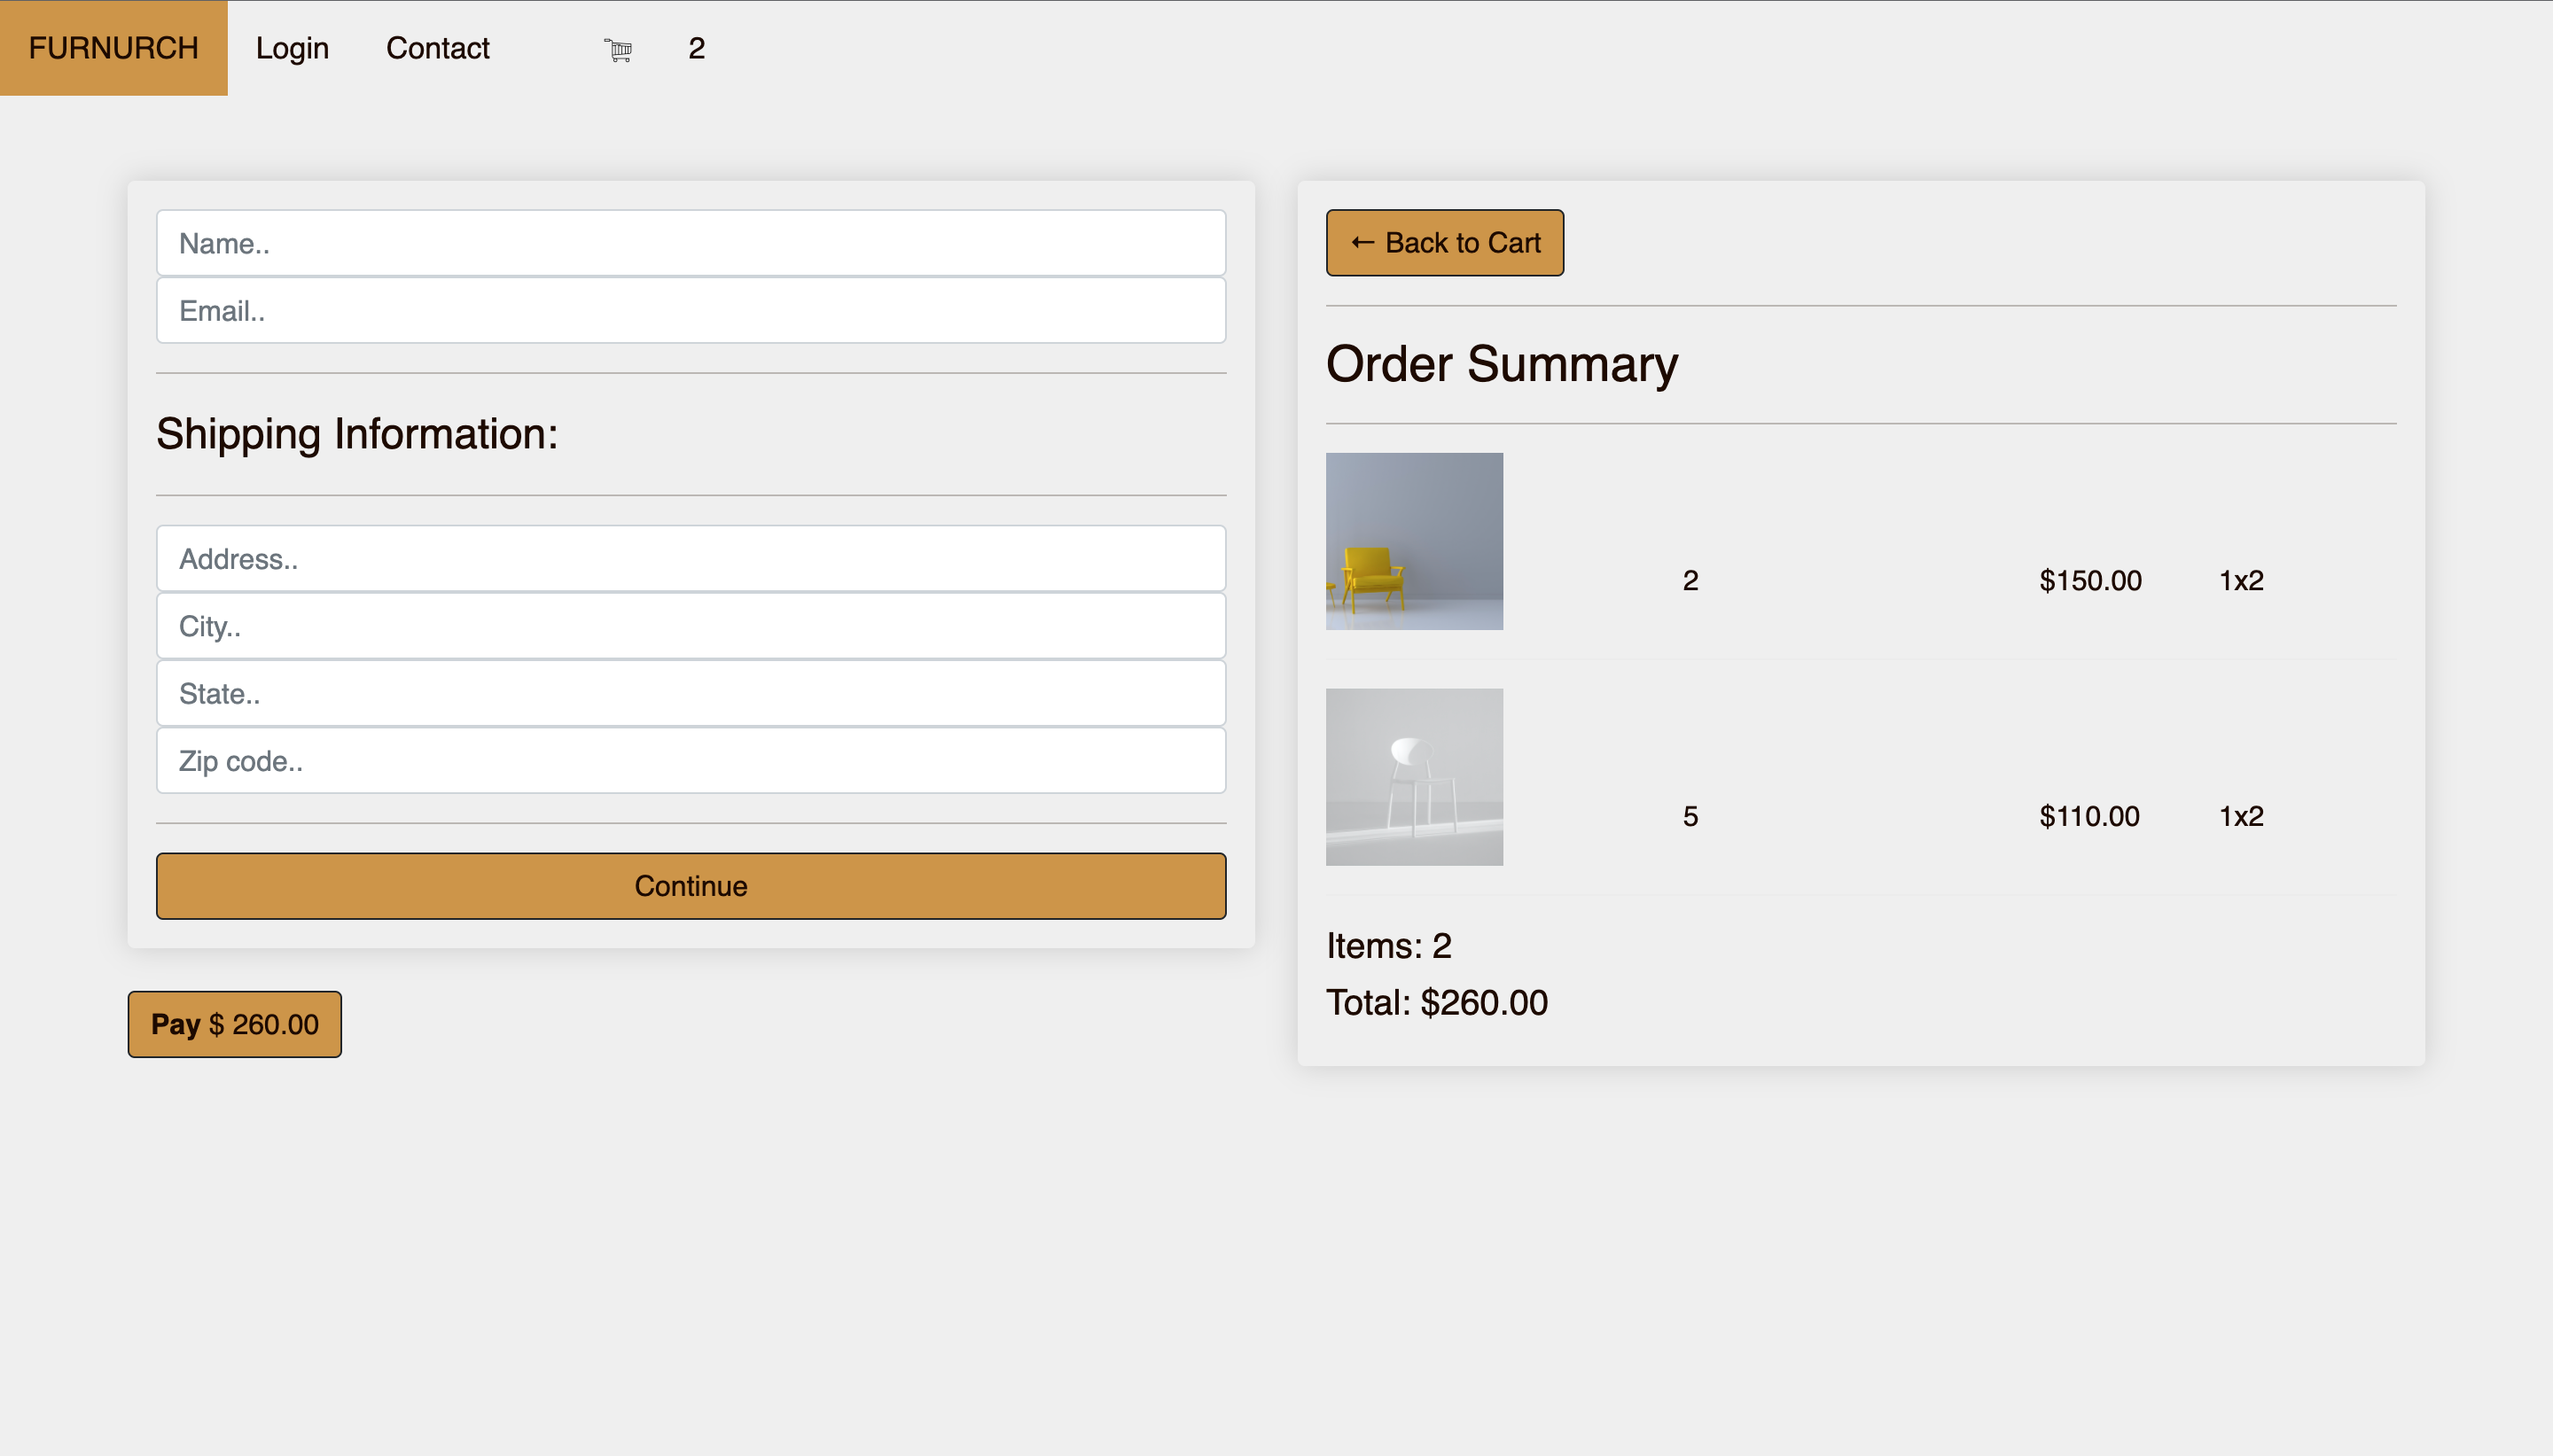 FURNURCH Login Contact 2
Name..
Email..
Shipping Information:
Address..
City..
State..
Zip code..
Continue
Pay $ 260.00
← Back to Cart
Order Summary
2 $150.00 1x2
5 $110.00 1x2
Items: 2
Total: $260.00